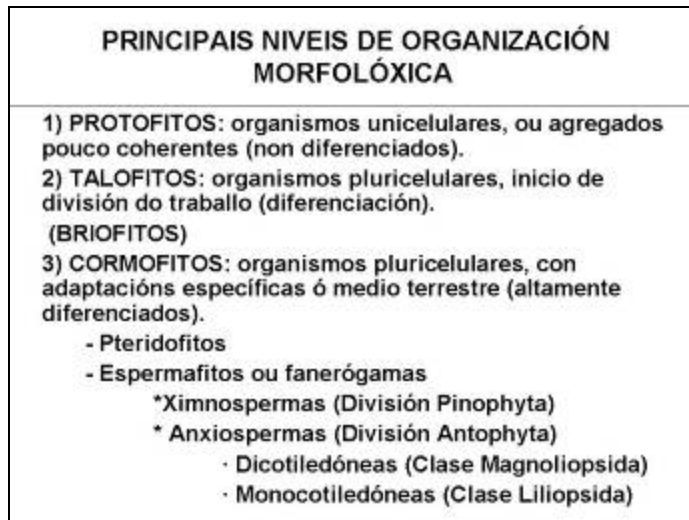 PRINCIPAIS NIVEIS DE ORGANIZACIÓN
MORFOLÓXICA
1) PROTOFITOS: organismos unicelulares, ou agregados
pouco coherentes (non diferenciados).
2) TALOFITOS: organismos pluricelulares, inicio de
división do traballo (diferenciación).
(BRIOFITOS)
3) CORMOFITOS: organismos pluricelulares, con
adaptacións específicas ó medio terrestre (altamente
diferenciados).
- Pteridofitos
- Espermafitos ou fanerógamas
*Ximnospermas (División Pinophyta)
* Anxiospermas (División Antophyta)
· Dicotiledóneas (Clase Magnoliopsida)
· Monocotiledóneas (Clase Liliopsida)